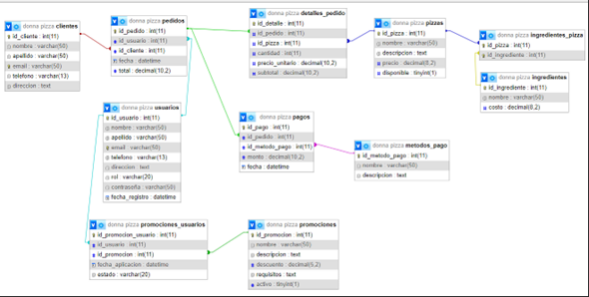 donna pizza clientes
id_cliente : int(11)
nombre : varchar(50)
apellido : varchar(50)
email : varchar(50)
telefono : varchar(13)
direccion : text
donna pizza pedidos
id_pedido : int(11)
id_usuario : int(11)
id_cliente : int(11)
fecha : datetime
total : decimal(10,2)
donna pizza detalles_pedido
id_detalle : int(11)
id_pedido : int(11)
id_pizza : int(11)
cantidad : int(11)
precio_unitario : decimal(10,2)
subtotal : decimal(10,2)
donna pizza pizzas
id_pizza : int(11)
nombre : varchar(50)
descripcion : text
precio : decimal(8,2)
disponible : tinyint(1)
donna pizza ingredientes_pizza
id_pizza : int(11)
id_ingrediente : int(11)
donna pizza ingredientes
id_ingrediente : int(11)
nombre : varchar(50)
costo : decimal(8,2)
donna pizza usuarios
id_usuario : int(11)
nombre : varchar(50)
apellido : varchar(50)
email : varchar(50)
telefono : varchar(13)
direccion : text
rol : varchar(20)
contraseña : varchar(50)
fecha_registro : datetime
donna pizza pagos
id_pago : int(11)
id_pedido : int(11)
id_metodo_pago : int(11)
monto : decimal(10,2)
fecha : datetime
donna pizza metodos_pago
id_metodo_pago : int(11)
nombre : varchar(50)
descripcion : text
donna pizza promociones_usuarios
id_promocion_usuario : int(11)
id_usuario : int(11)
id_promocion : int(11)
fecha_aplicacion : datetime
estado : varchar(20)
donna pizza promociones
id_promocion : int(11)
nombre : varchar(50)
descripcion : text
descuento : decimal(5,2)
requisitos : text
activo : tinyint(1)